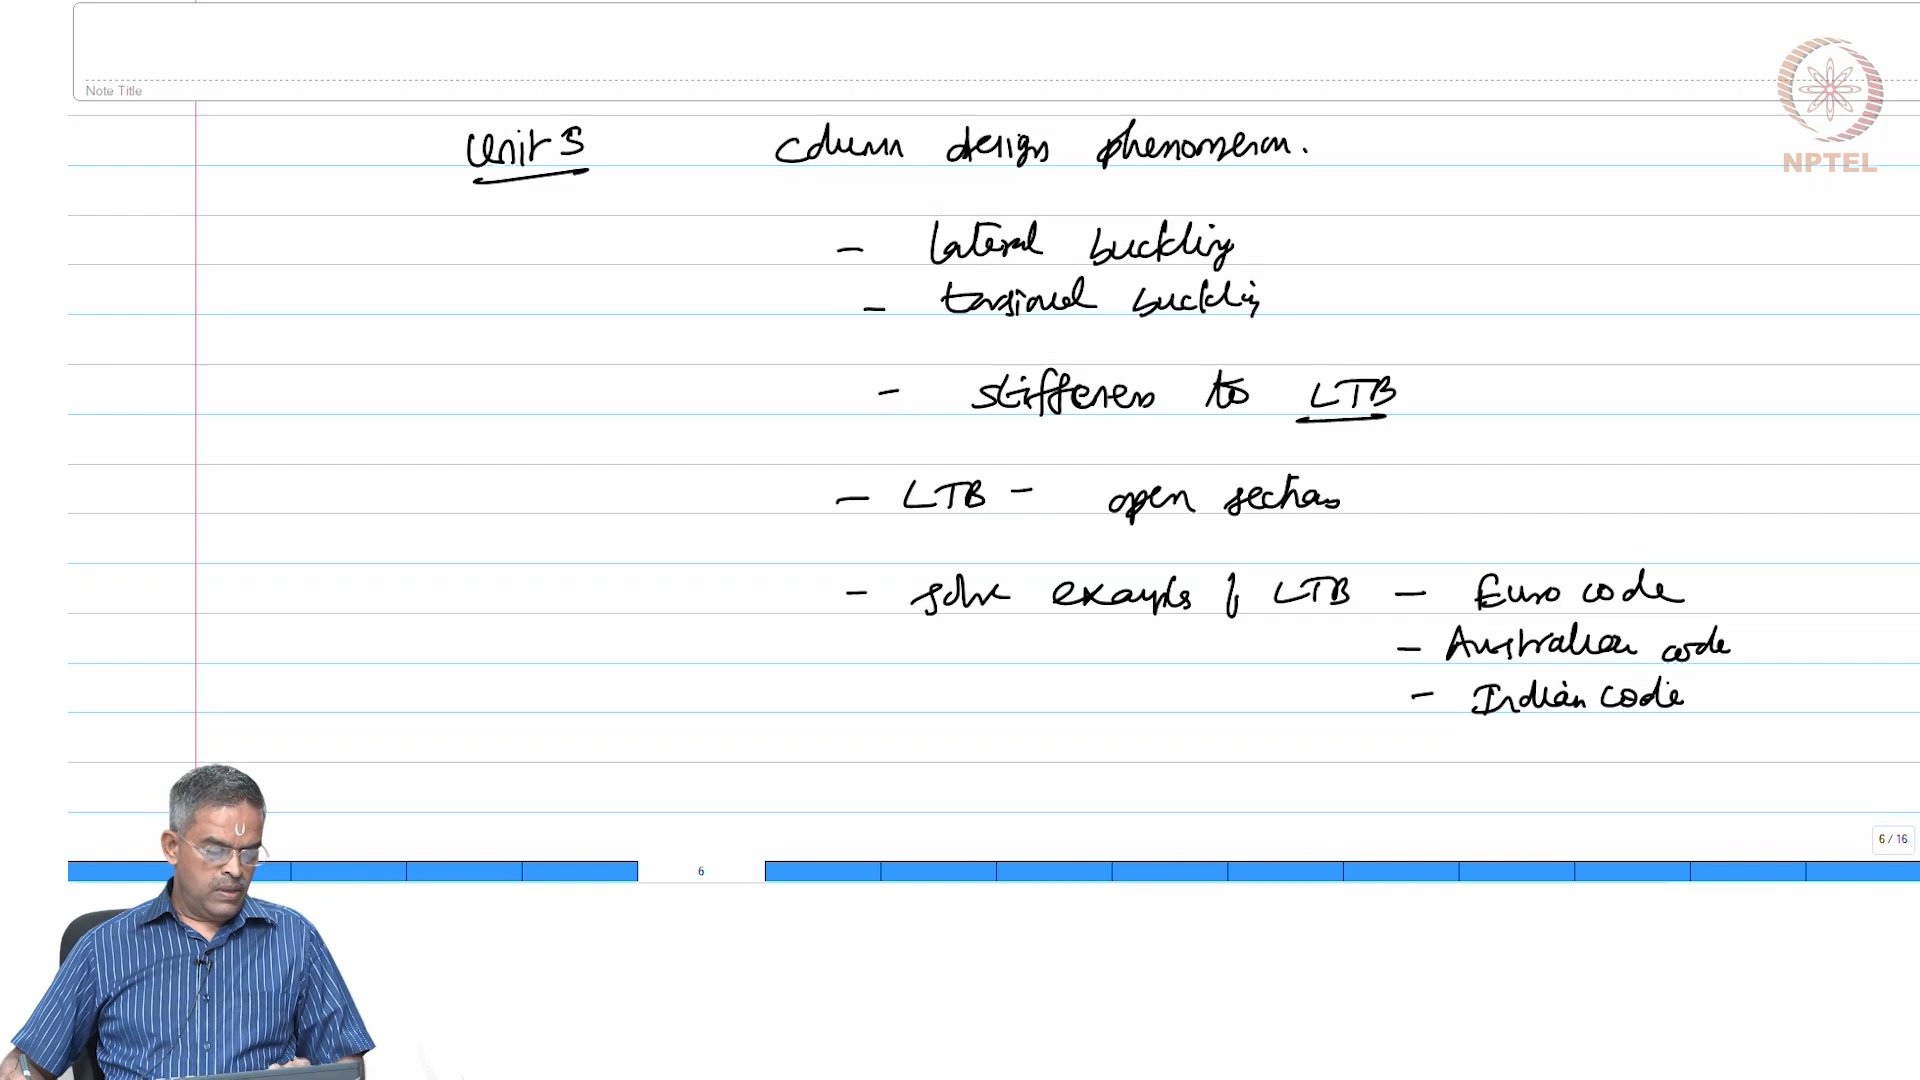 Note Title
NPTEL
Unit 3 column design phenomenon.
- lateral buckling
- torsional buckling
- stiffeners to LTB
- LTB - open sections
- solve examples of LTB - Euro code
- Australian code
- Indian code
6 / 16
6